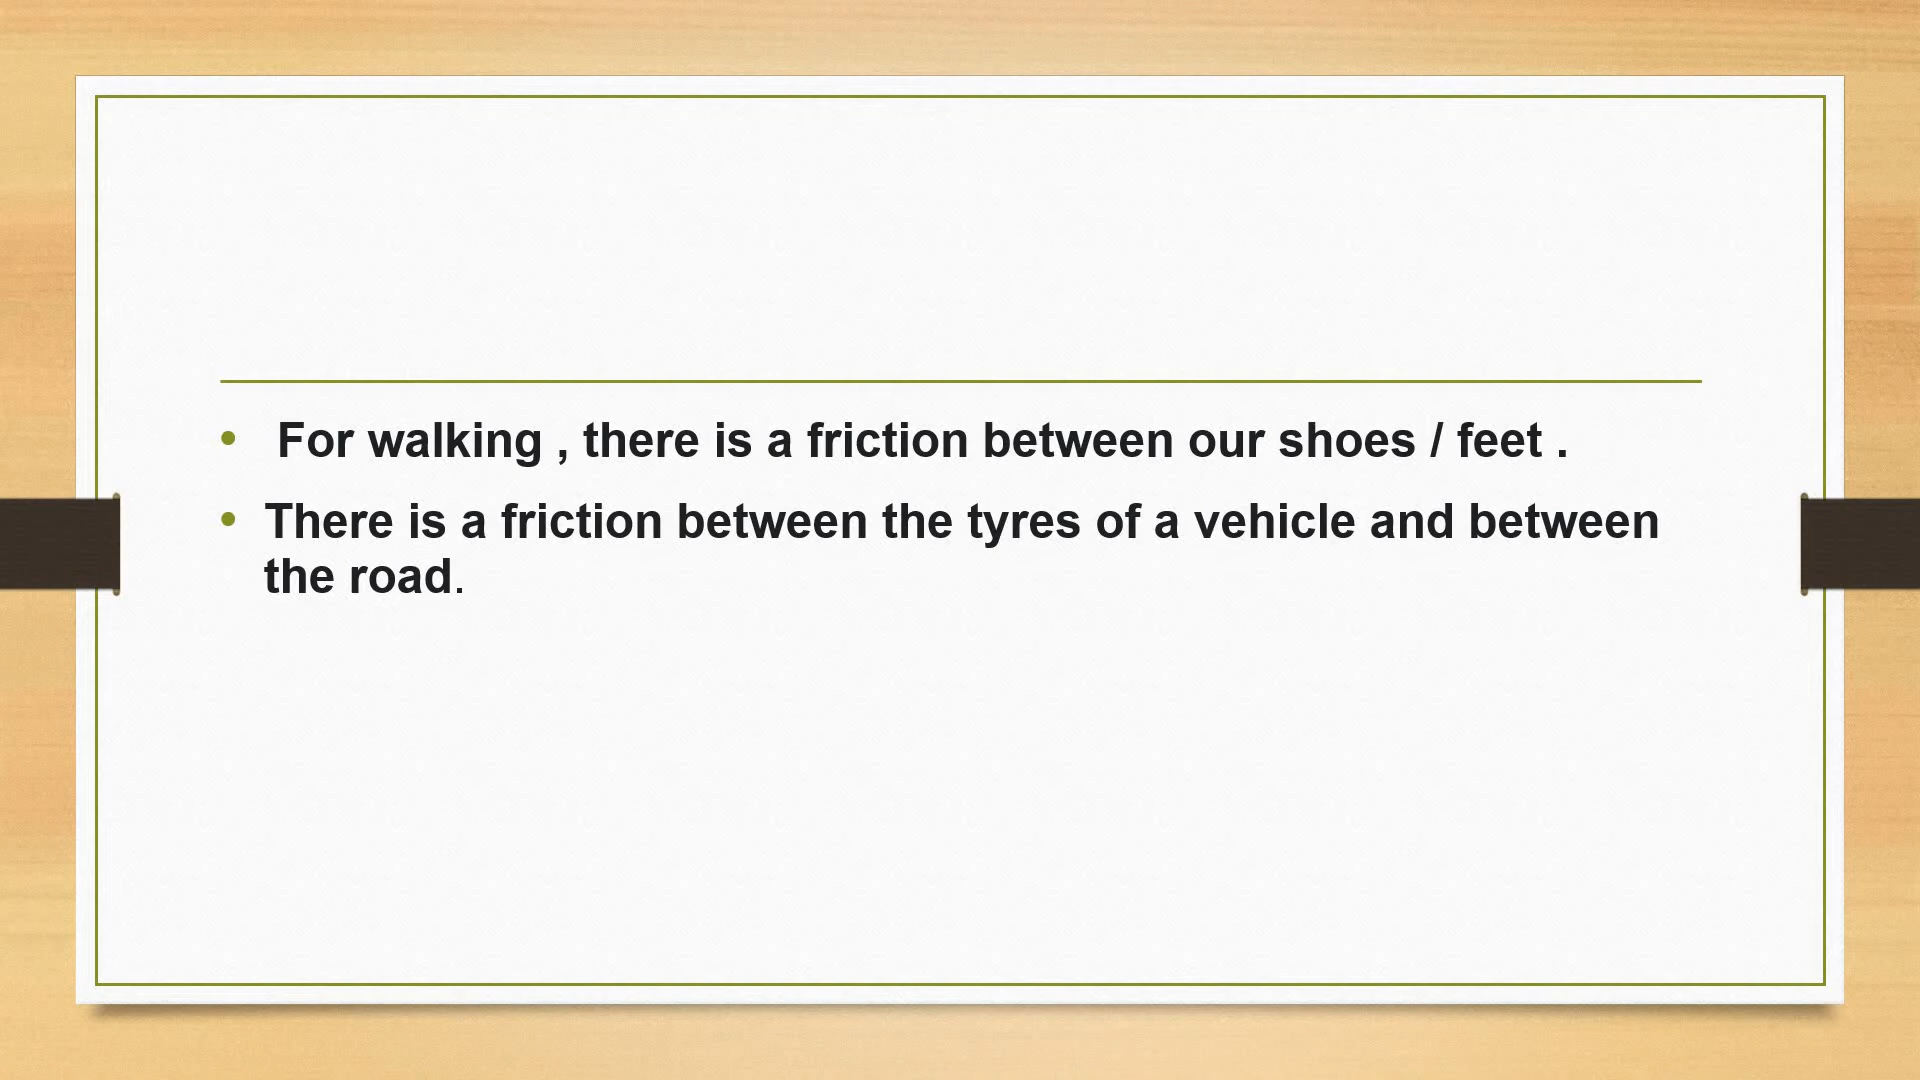 • For walking , there is a friction between our shoes / feet .
• There is a friction between the tyres of a vehicle and between
the road.